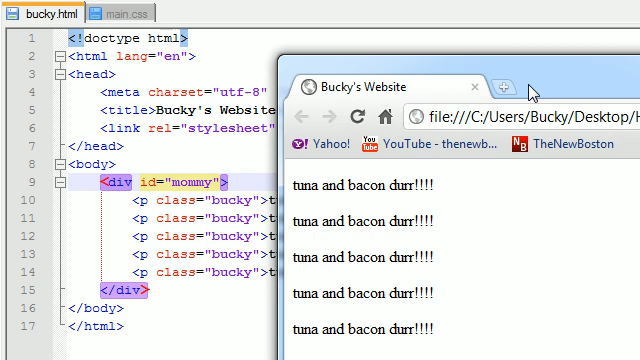 bucky.html main.css
1 <!doctype html>
2 <html lang="en">
3 <head>
4 <meta charset="utf-8"
5 <title>Bucky's Website
6 <link rel="stylesheet"
7 </head>
8 <body>
9 <div id="mommy">
10 <p class="bucky">t
11 <p class="bucky">t
12 <p class="bucky">t
13 <p class="bucky">t
14 <p class="bucky">t
15 </div>
16 </body>
17 </html>
Bucky's Website
file:///C:/Users/Bucky/Desktop/H
Yahoo! YouTube - thenewb... TheNewBoston
tuna and bacon durr!!!!
tuna and bacon durr!!!!
tuna and bacon durr!!!!
tuna and bacon durr!!!!
tuna and bacon durr!!!!